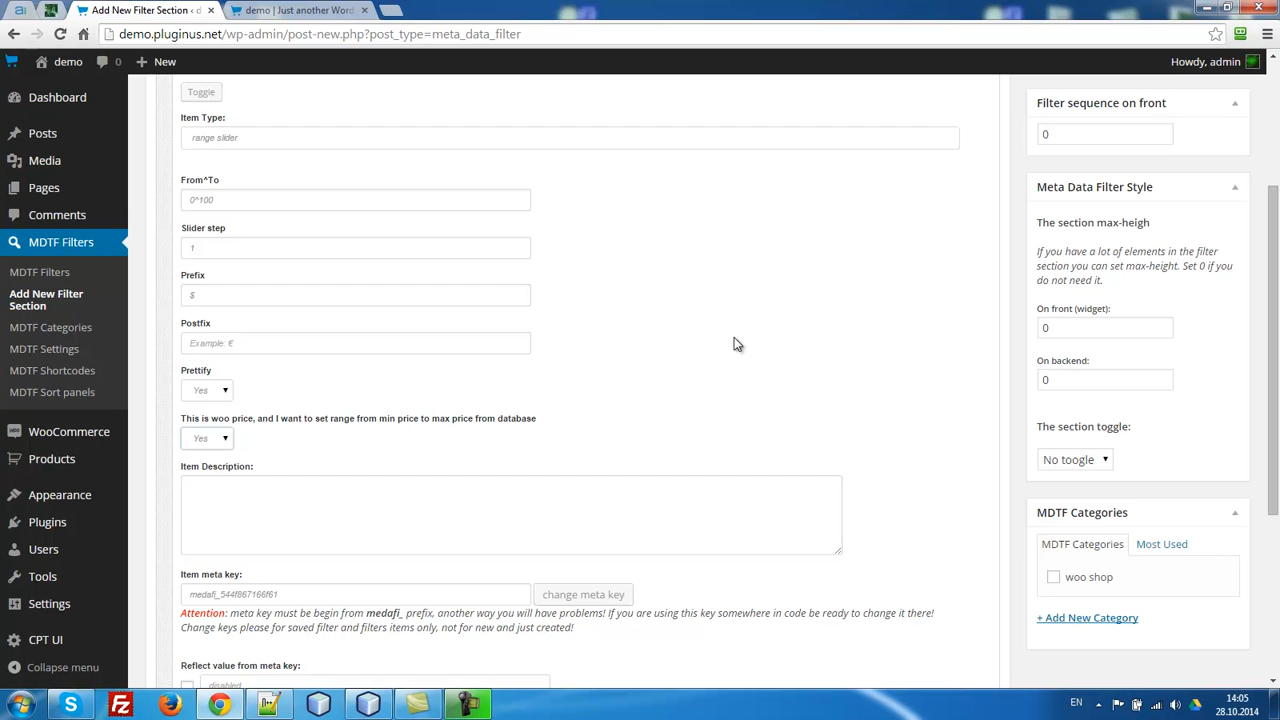 Add New Filter Section ‹ d
demo | Just another Word
demo.pluginus.net/wp-admin/post-new.php?post_type=meta_data_filter
demo
0
New
Howdy, admin
Dashboard
Posts
Media
Pages
Comments
MDTF Filters
MDTF Filters
Add New Filter
Section
MDTF Categories
MDTF Settings
MDTF Shortcodes
MDTF Sort panels
WooCommerce
Products
Appearance
Plugins
Users
Tools
Settings
CPT UI
Collapse menu
Toggle
Item Type:
range slider
From^To
0^100
Slider step
1
Prefix
$
Postfix
Example: €
Prettify
Yes
This is woo price, and I want to set range from min price to max price from database
Yes
Item Description:
Item meta key:
medafi_544f867166f61
change meta key
Attention: meta key must be begin from medafi_ prefix, another way you will have problems! If you are using this key somewhere in code be ready to change it there!
Change keys please for saved filter and filters items only, not for new and just created!
Reflect value from meta key:
disabled
Filter sequence on front
0
Meta Data Filter Style
The section max-heigh
If you have a lot of elements in the filter
section you can set max-height. Set 0 if you
do not need it.
On front (widget):
0
On backend:
0
The section toggle:
No toogle
MDTF Categories
MDTF Categories
Most Used
woo shop
+ Add New Category
EN
14:05
28.10.2014